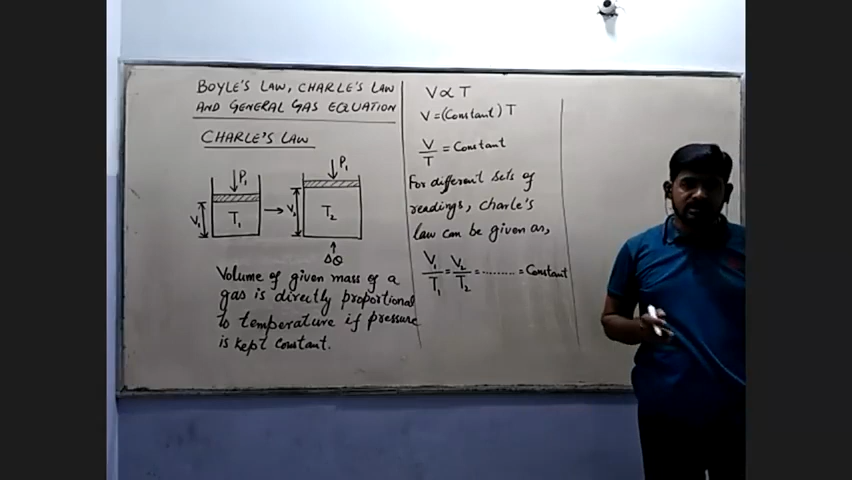 BOYLE'S LAW, CHARLE'S LAW
AND GENERAL GAS EQUATION
CHARLE'S LAW
P₁
V₁
T₁
P₁
V₂
T₂
ΔQ
Volume of given mass of a
gas is directly proportional
to temperature if pressure
is kept constant.
V ∝ T
V = (Constant) T
V/T = Constant
For different sets of
readings, Charle's
law can be given as,
V₁/T₁ = V₂/T₂ = ......... = Constant